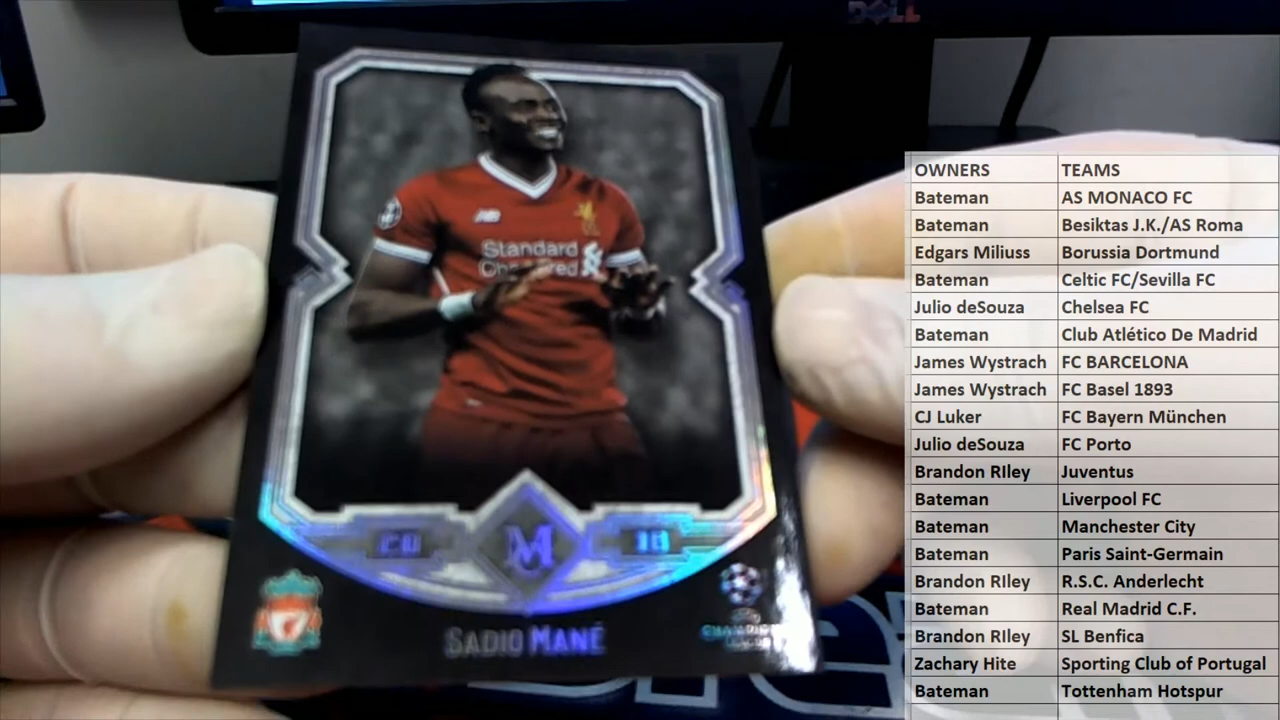 DELL
NB
Standard
Chartered
20 M 18
SADIO MANÉ
OWNERS TEAMS
Bateman AS MONACO FC
Bateman Besiktas J.K./AS Roma
Edgars Miliuss Borussia Dortmund
Bateman Celtic FC/Sevilla FC
Julio deSouza Chelsea FC
Bateman Club Atlético De Madrid
James Wystrach FC BARCELONA
James Wystrach FC Basel 1893
CJ Luker FC Bayern München
Julio deSouza FC Porto
Brandon RIley Juventus
Bateman Liverpool FC
Bateman Manchester City
Bateman Paris Saint-Germain
Brandon RIley R.S.C. Anderlecht
Bateman Real Madrid C.F.
Brandon RIley SL Benfica
Zachary Hite Sporting Club of Portugal
Bateman Tottenham Hotspur